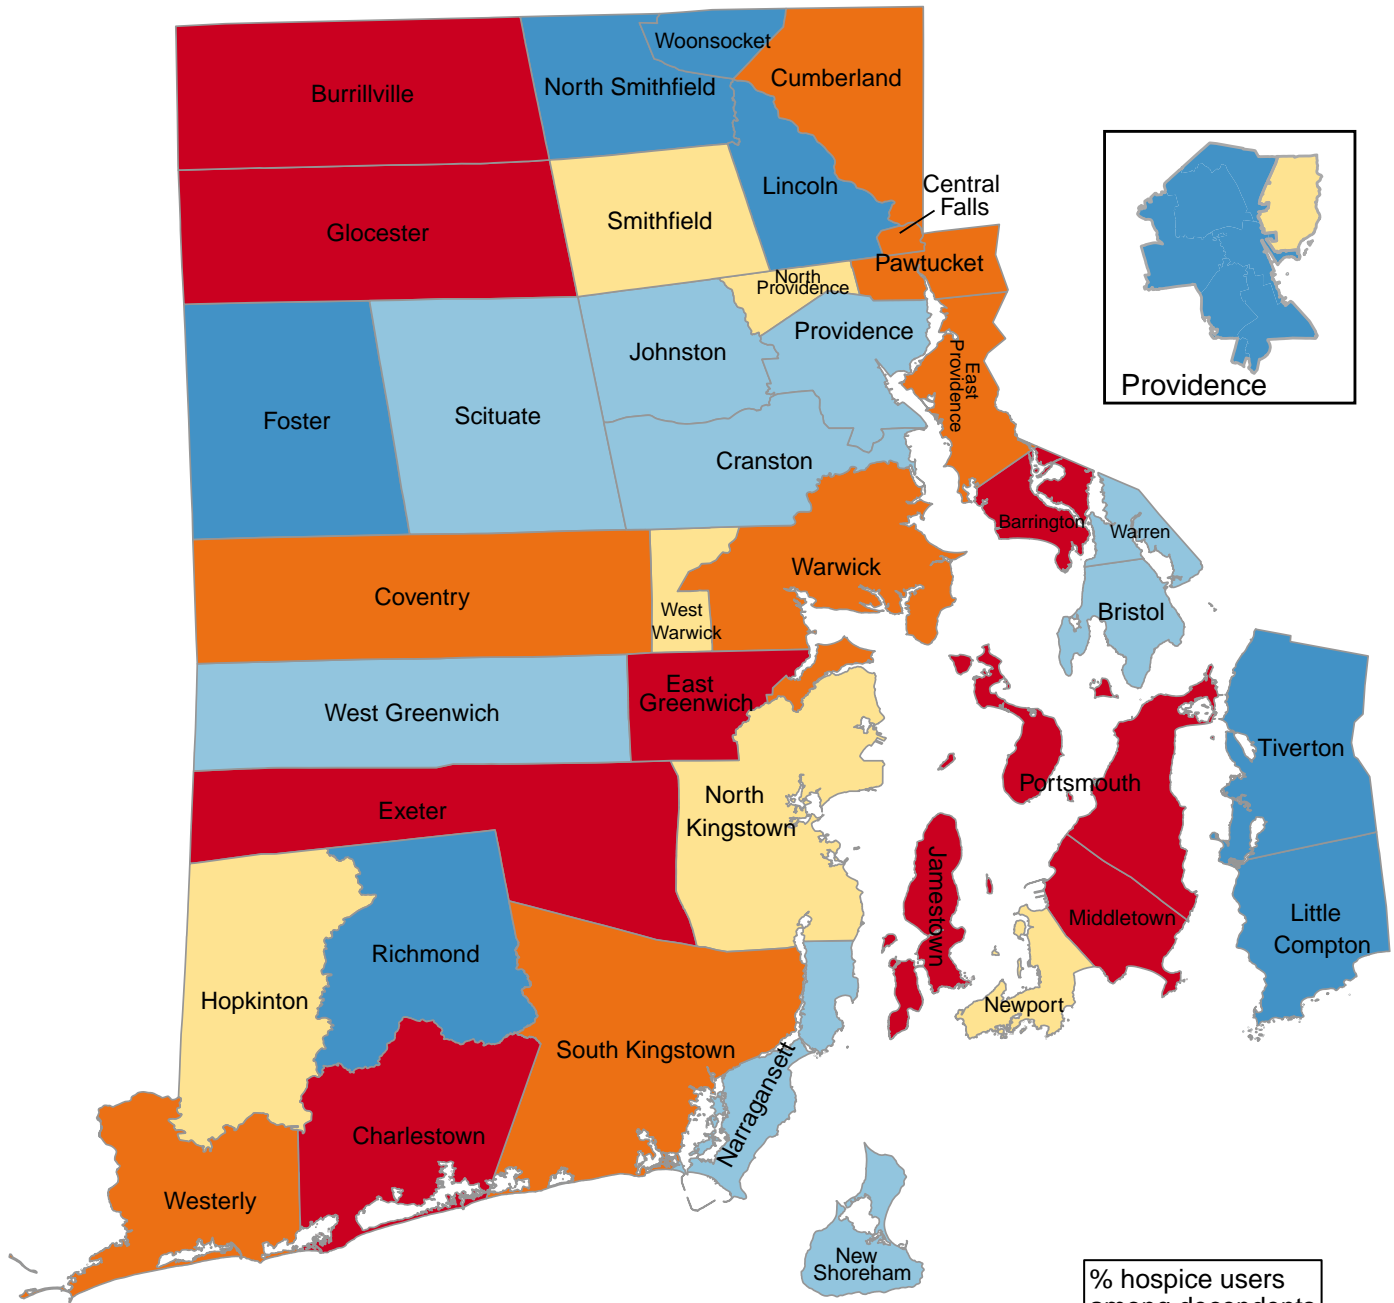 Woonsocket
Cumberland
North Smithfield
Burrillville
Lincoln
Central
Falls
Smithfield
Glocester
Pawtucket
North
Providence
Providence
Johnston
East
Providence
Providence
Foster
Scituate
Cranston
Barrington
Warren
Warwick
Coventry
West
Warwick
Bristol
East
Greenwich
West Greenwich
Tiverton
Portsmouth
North
Kingstown
Exeter
Jamestown
Middletown
Little
Compton
Richmond
Hopkinton
Newport
South Kingstown
Narragansett
Charlestown
Westerly
New
Shoreham
% hospice users
among decendents